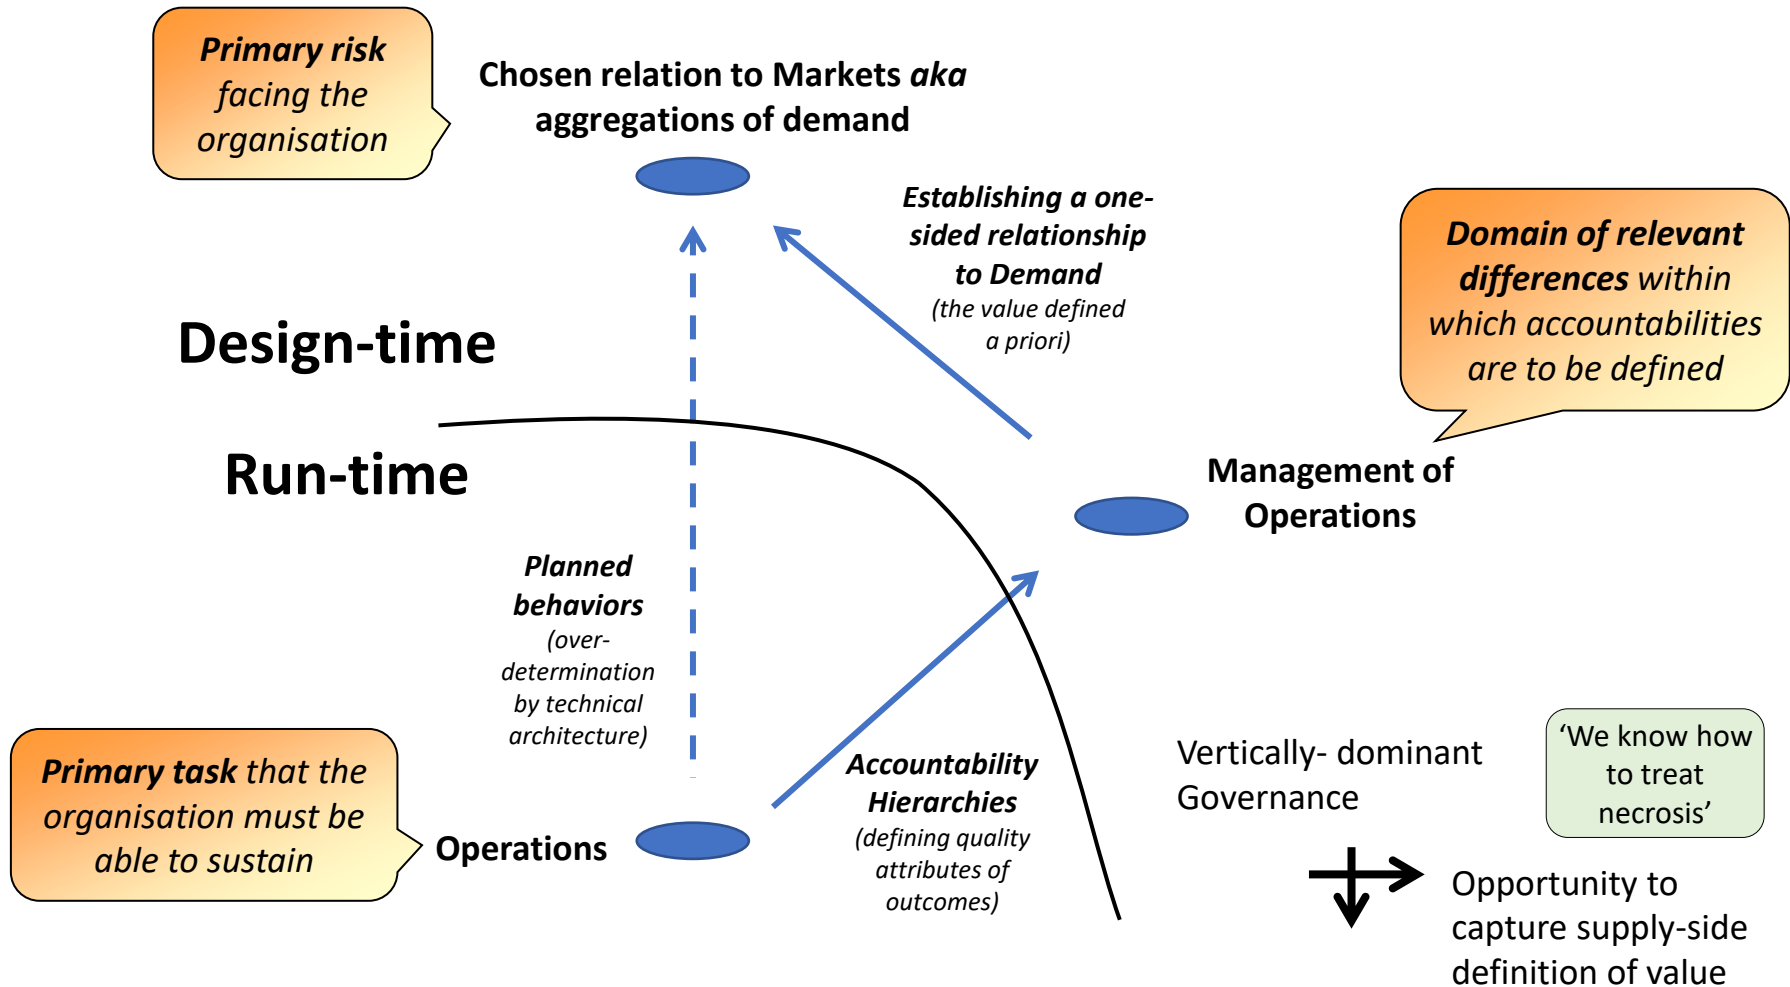 Primary risk
facing the
organisation
Chosen relation to Markets aka
aggregations of demand
Establishing a one-
sided relationship
to Demand
(the value defined
a priori)
Domain of relevant
differences within
which accountabilities
are to be defined
Design-time
Run-time
Management of
Operations
Planned
behaviors
(over-
determination
by technical
architecture)
Primary task that the
organisation must be
able to sustain
Operations
Accountability
Hierarchies
(defining quality
attributes of
outcomes)
Vertically- dominant
Governance
‘We know how
to treat
necrosis’
Opportunity to
capture supply-side
definition of value